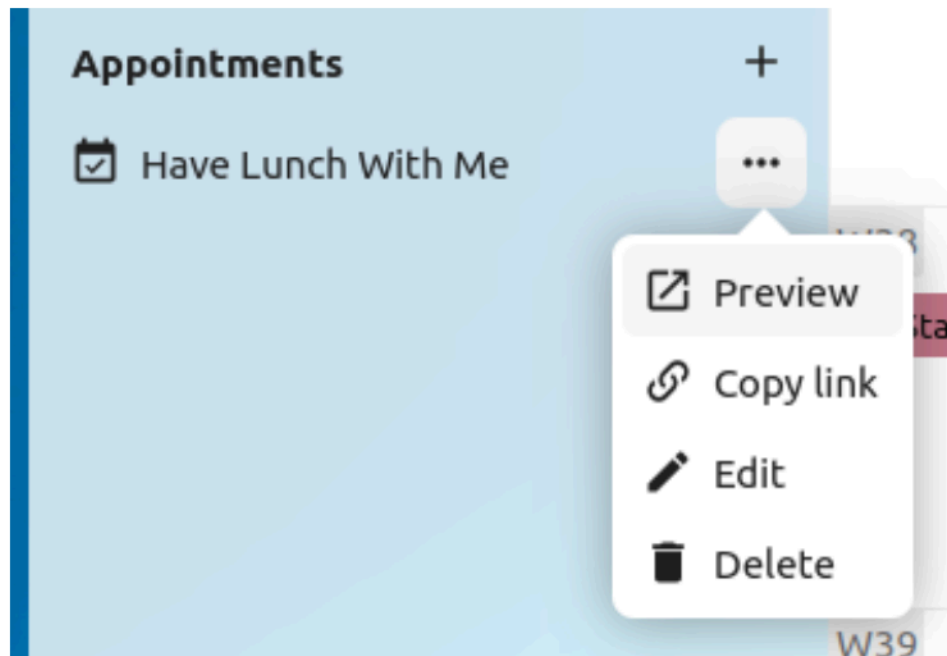 Appointments
Have Lunch With Me
Preview
Copy link
Edit
Delete
W39